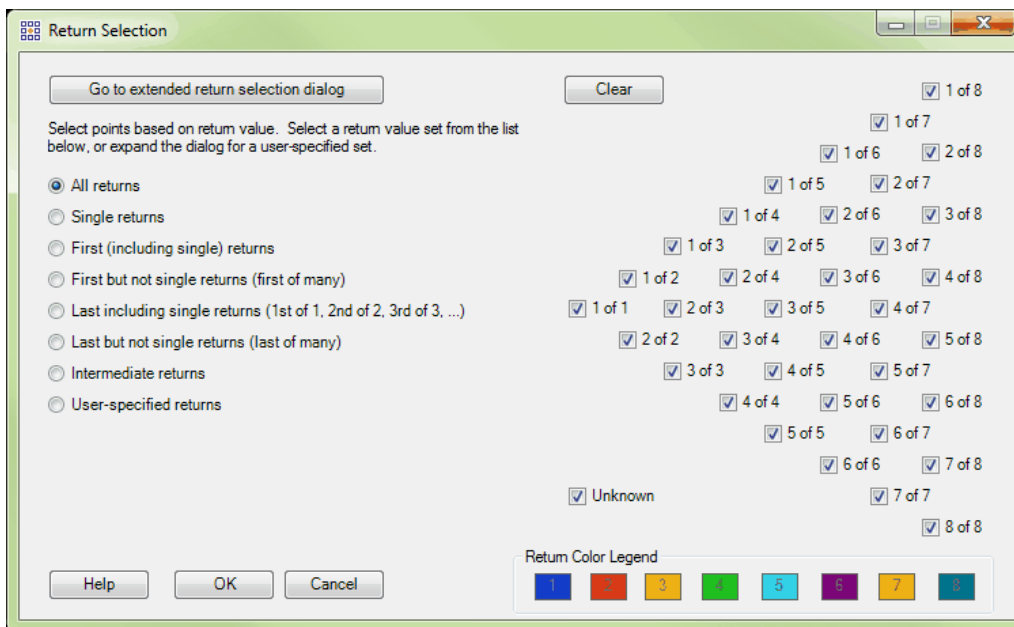 Return Selection
Go to extended return selection dialog
Clear
1 of 8
Select points based on return value. Select a return value set from the list
below, or expand the dialog for a user-specified set.
1 of 7
1 of 6 2 of 8
All returns
1 of 5 2 of 7
Single returns
1 of 4 2 of 6 3 of 8
First (including single) returns
1 of 3 2 of 5 3 of 7
First but not single returns (first of many)
1 of 2 2 of 4 3 of 6 4 of 8
Last including single returns (1st of 1, 2nd of 2, 3rd of 3, ...)
1 of 1 2 of 3 3 of 5 4 of 7
Last but not single returns (last of many)
2 of 2 3 of 4 4 of 6 5 of 8
Intermediate returns
3 of 3 4 of 5 5 of 7
User-specified returns
4 of 4 5 of 6 6 of 8
5 of 5 6 of 7
6 of 6 7 of 8
Unknown 7 of 7
8 of 8
Return Color Legend
1 2 3 4 5 6 7 8
Help OK Cancel